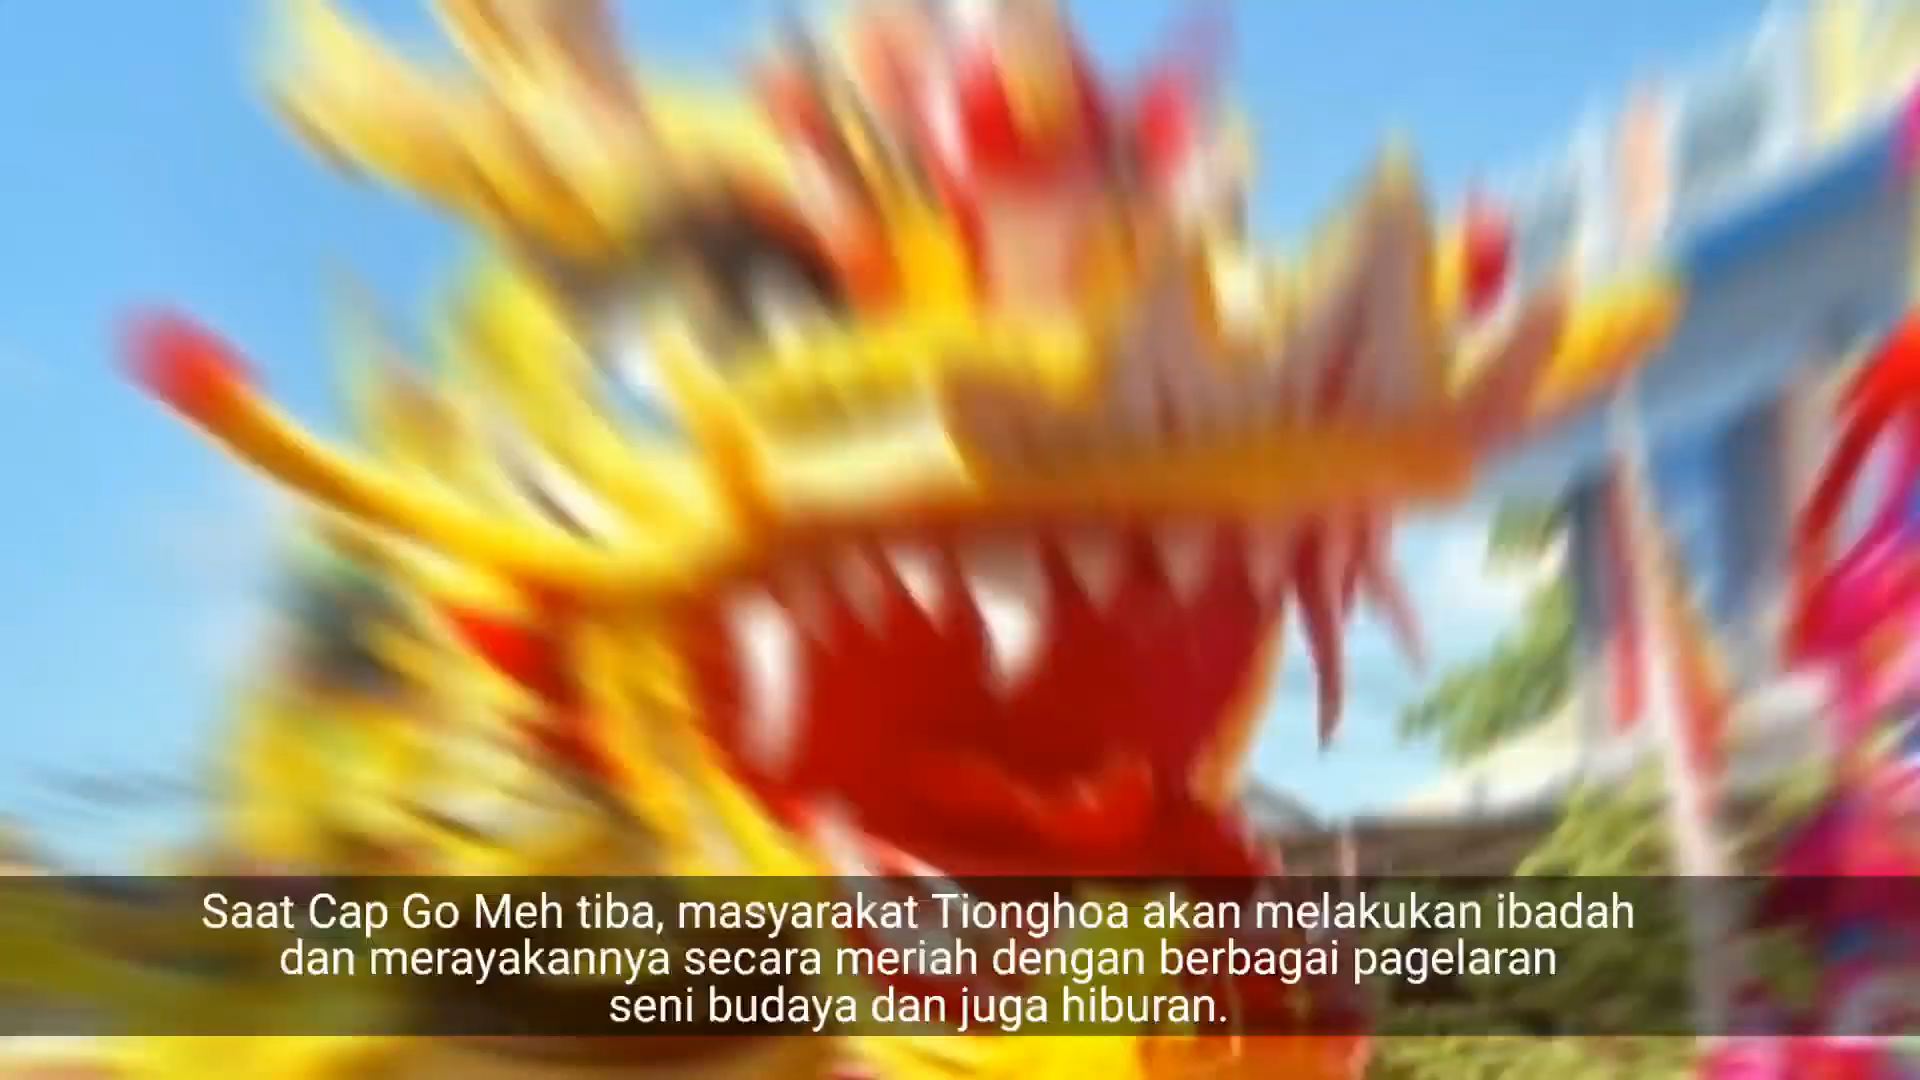 Saat Cap Go Meh tiba, masyarakat Tionghoa akan melakukan ibadah
dan merayakannya secara meriah dengan berbagai pagelaran
seni budaya dan juga hiburan.